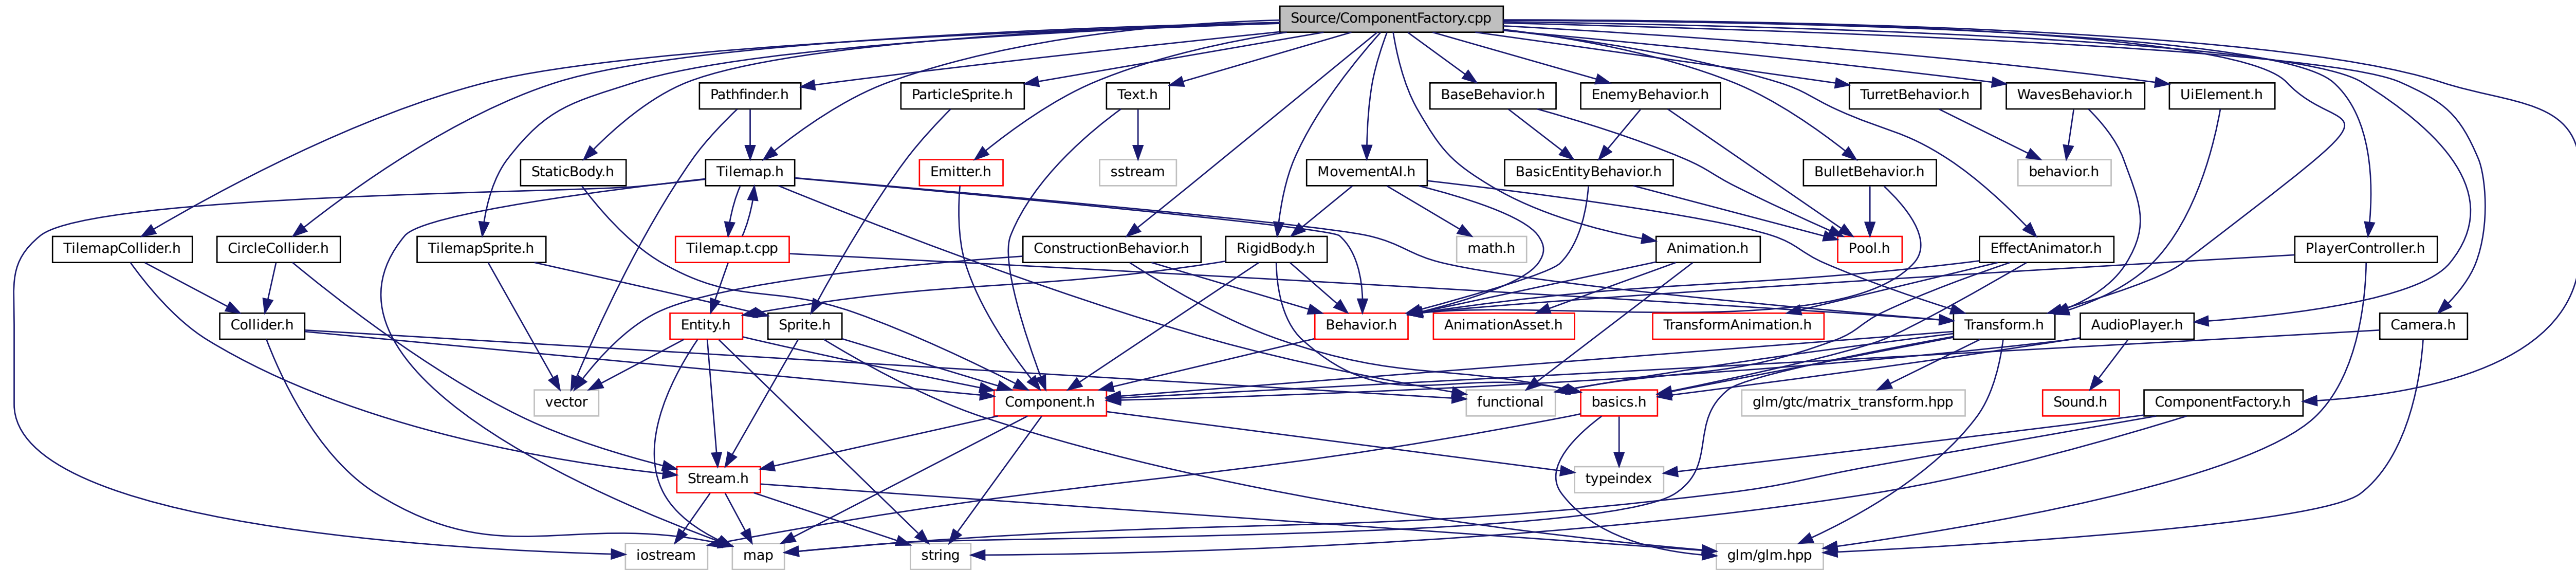 Source/ComponentFactory.cpp
Pathfinder.h
ParticleSprite.h
Text.h
BaseBehavior.h
EnemyBehavior.h
TurretBehavior.h
WavesBehavior.h
UiElement.h
StaticBody.h
Tilemap.h
Emitter.h
sstream
MovementAI.h
BasicEntityBehavior.h
BulletBehavior.h
behavior.h
TilemapCollider.h
CircleCollider.h
TilemapSprite.h
Tilemap.t.cpp
ConstructionBehavior.h
RigidBody.h
math.h
Animation.h
Pool.h
EffectAnimator.h
PlayerController.h
Collider.h
Entity.h
Sprite.h
Behavior.h
AnimationAsset.h
TransformAnimation.h
Transform.h
AudioPlayer.h
Camera.h
vector
Component.h
functional
basics.h
glm/gtc/matrix_transform.hpp
Sound.h
ComponentFactory.h
Stream.h
typeindex
iostream
map
string
glm/glm.hpp